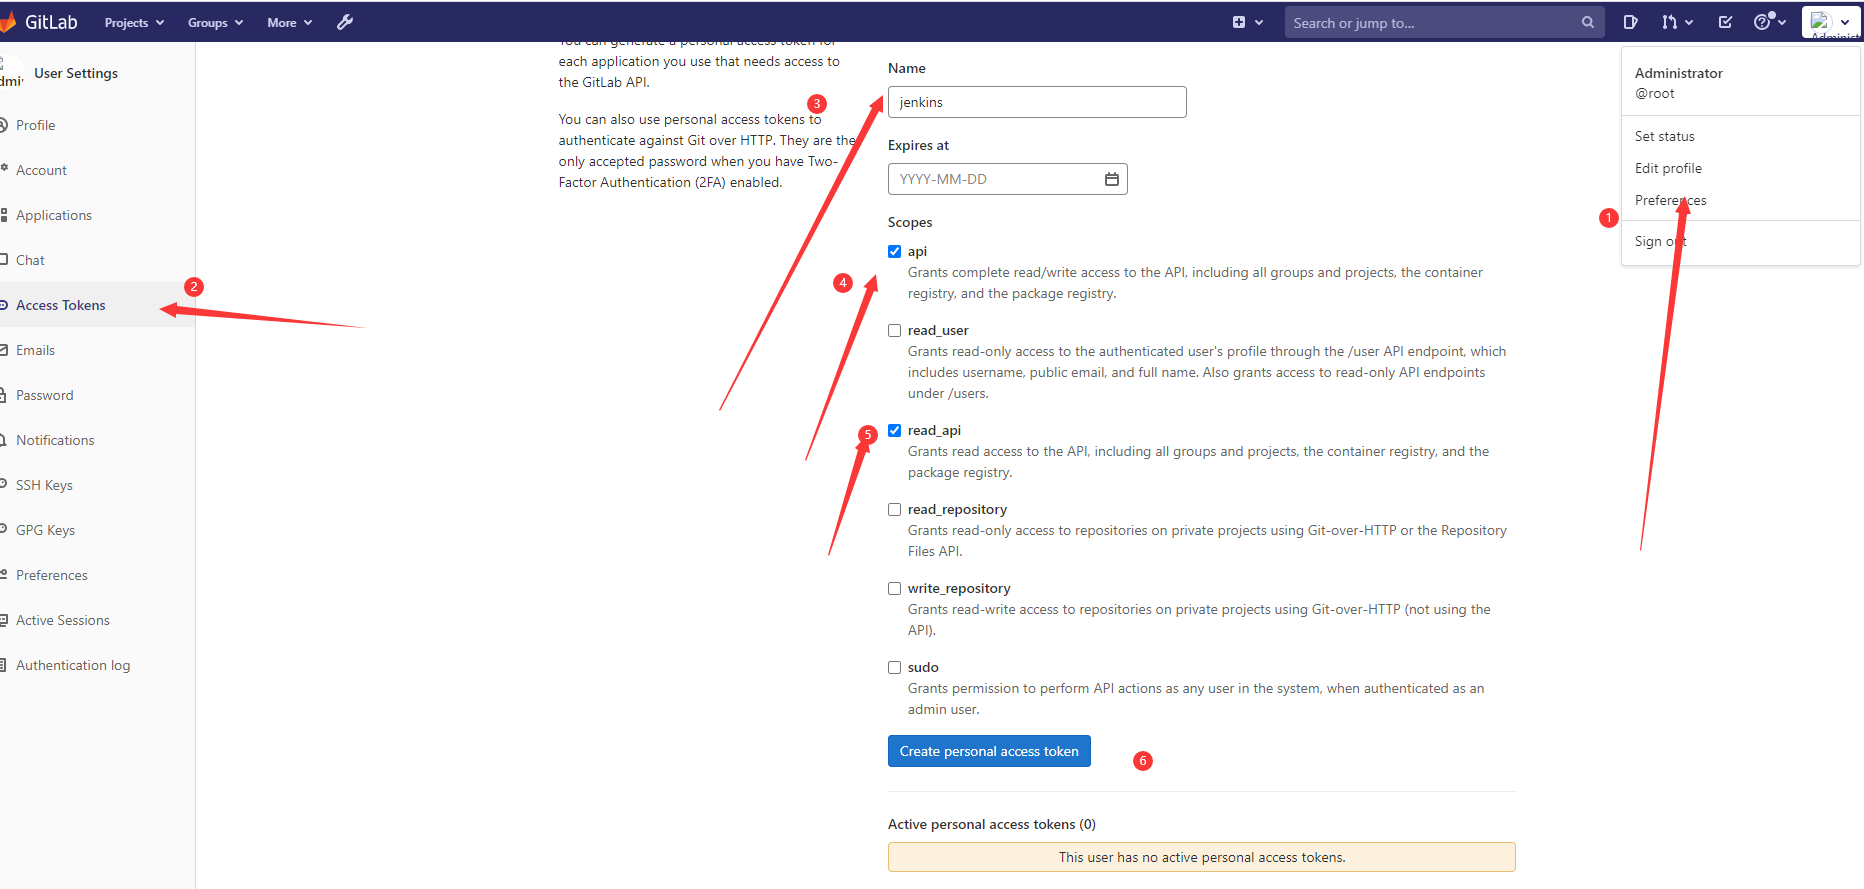 GitLab
Projects
Groups
More
Search or jump to...
Administ
Administrator
@root
Set status
Edit profile
Preferences
1
Sign out
dmi
User Settings
Profile
Account
Applications
Chat
2
Access Tokens
Emails
Password
Notifications
SSH Keys
GPG Keys
Preferences
Active Sessions
Authentication log
You can generate a personal access token for
each application you use that needs access to
the GitLab API.
3
You can also use personal access tokens to
authenticate against Git over HTTP. They are the
only accepted password when you have Two-
Factor Authentication (2FA) enabled.
Name
jenkins
Expires at
YYYY-MM-DD
Scopes
api
4
Grants complete read/write access to the API, including all groups and projects, the container
registry, and the package registry.
read_user
Grants read-only access to the authenticated user's profile through the /user API endpoint, which
includes username, public email, and full name. Also grants access to read-only API endpoints
under /users.
5
read_api
Grants read access to the API, including all groups and projects, the container registry, and the
package registry.
read_repository
Grants read-only access to repositories on private projects using Git-over-HTTP or the Repository
Files API.
write_repository
Grants read-write access to repositories on private projects using Git-over-HTTP (not using the
API).
sudo
Grants permission to perform API actions as any user in the system, when authenticated as an
admin user.
Create personal access token
6
Active personal access tokens (0)
This user has no active personal access tokens.